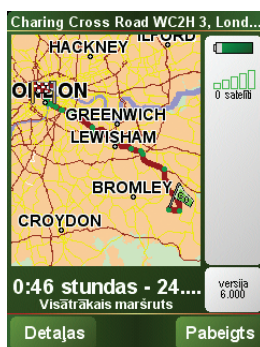 Charing Cross Road WC2H 3, Lond...
HACKNEY
ILFORD
0 satelīti
GREENWICH
LEWISHAM
BROMLEY
GO!
CROYDON
0:46 stundas - 24....
Visātrākais maršruts
versija
6.000
Detaļas
Pabeigts